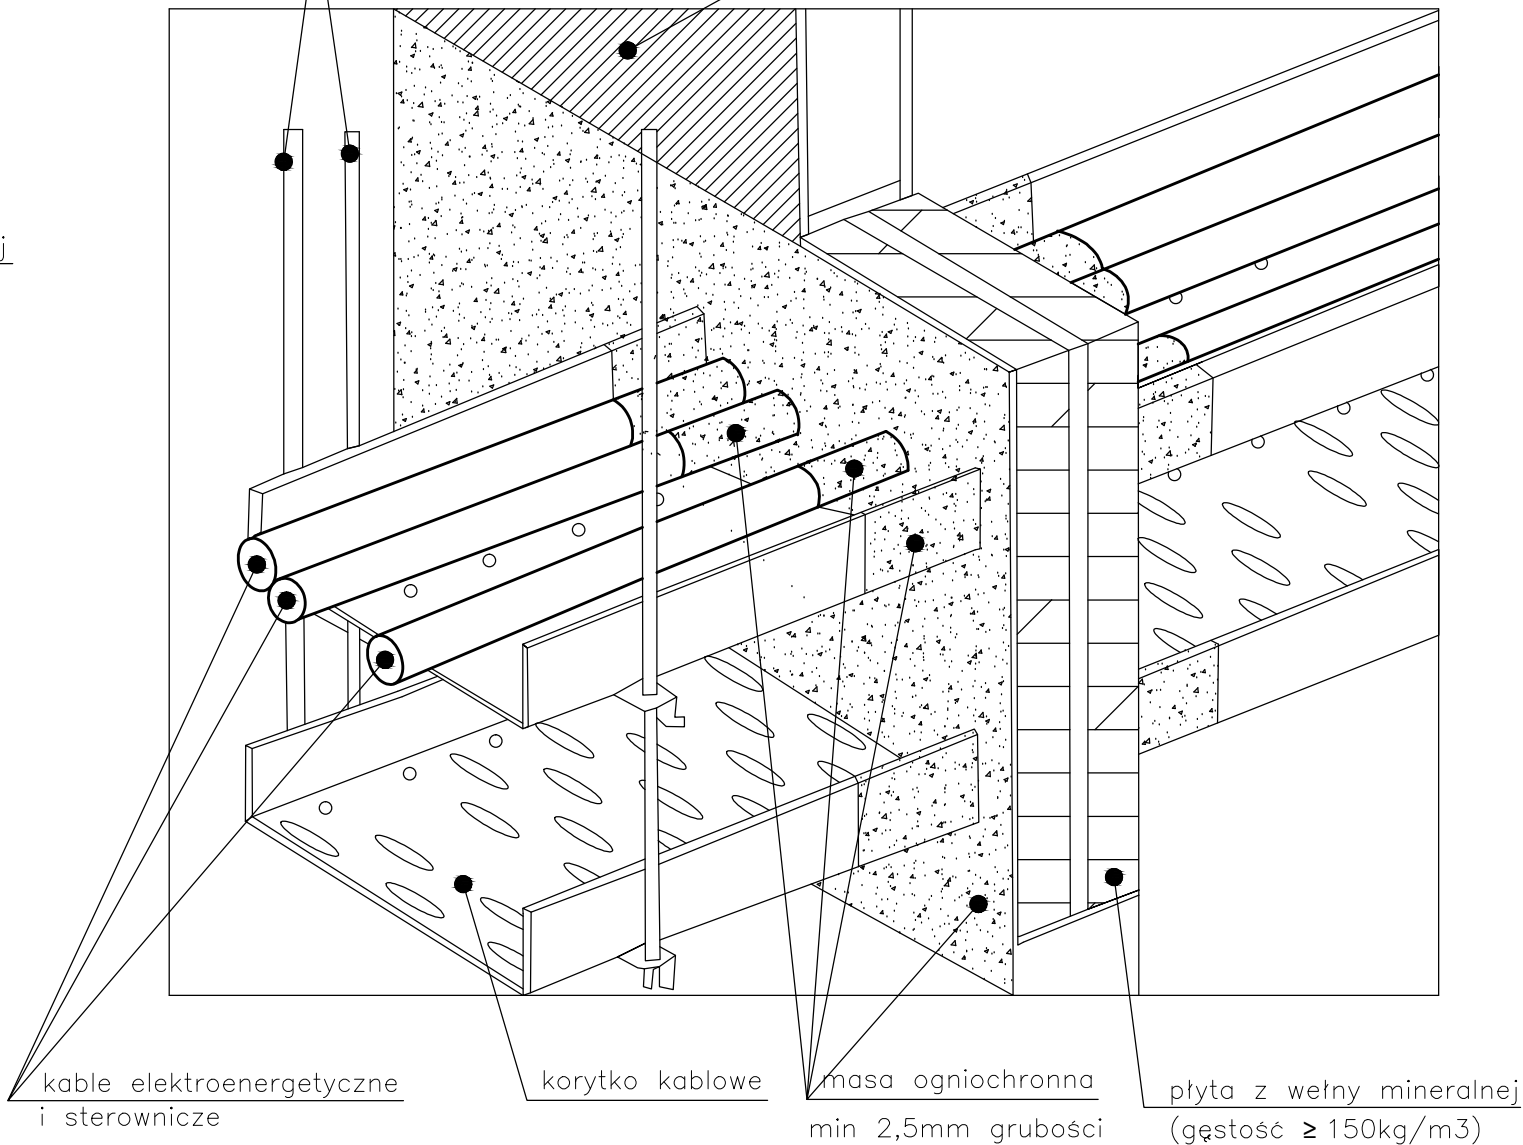 j
kable elektroenergetyczne
i sterownicze
korytko kablowe
masa ogniochronna
min 2,5mm grubości
płyta z wełny mineralnej
(gęstość ≥ 150kg/m3)